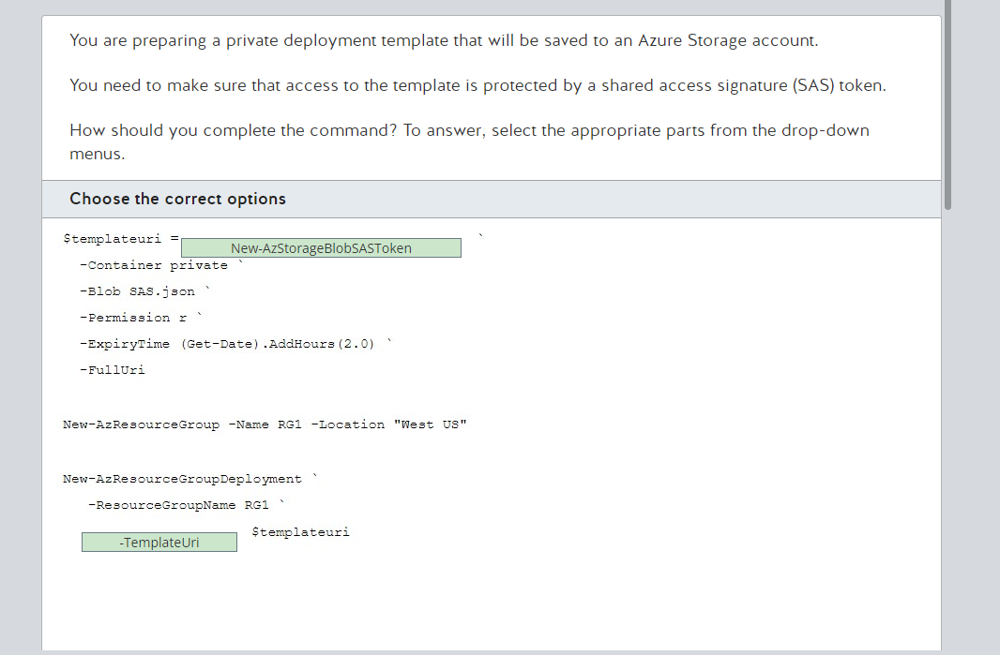 You are preparing a private deployment template that will be saved to an Azure Storage account.
You need to make sure that access to the template is protected by a shared access signature (SAS) token.
How should you complete the command? To answer, select the appropriate parts from the drop-down
menus.
Choose the correct options
$templateuri = New-AzStorageBlobSASToken `
-Container private `
-Blob SAS.json `
-Permission r `
-ExpiryTime (Get-Date).AddHours(2.0) `
-FullUri
New-AzResourceGroup -Name RG1 -Location "West US"
New-AzResourceGroupDeployment `
-ResourceGroupName RG1 `
-TemplateUri $templateuri